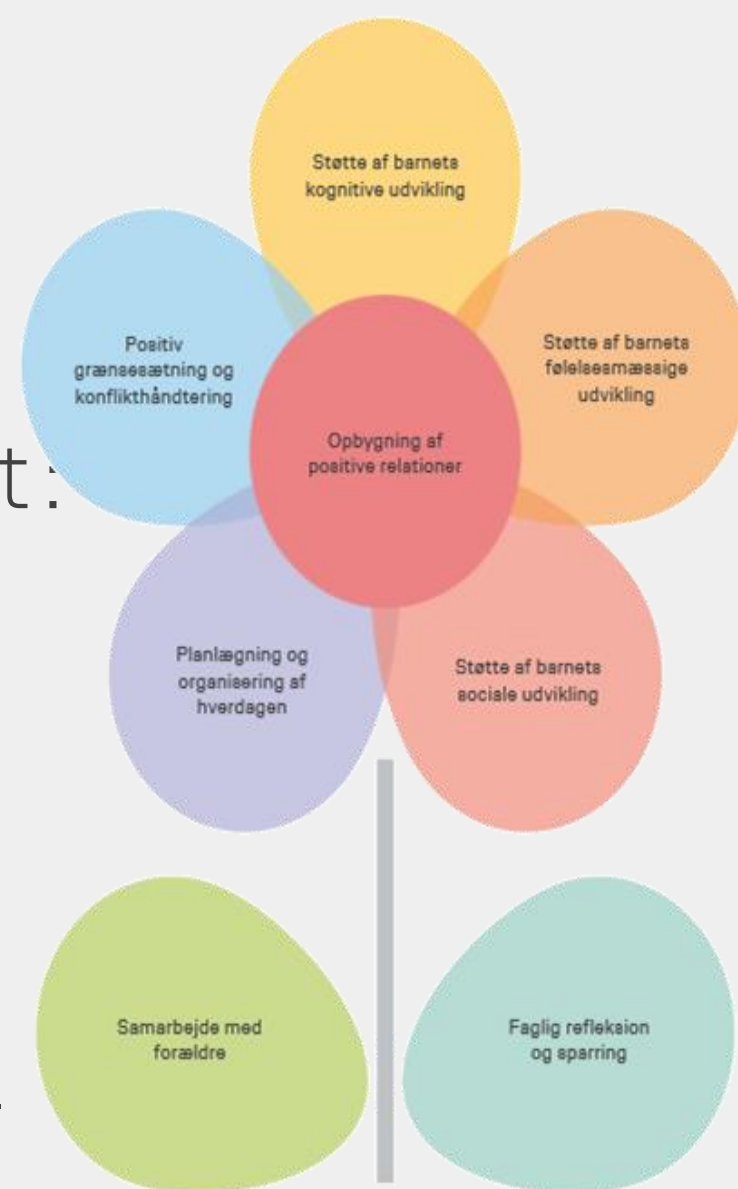 Støtte af barnets
kognitive udvikling
Positiv
grænsesætning og
konflikthåndtering
Støtte af barnets
følelsesmæssige
udvikling
Opbygning af
positive relationer
t:
Planlægning og
organisering af
hverdagen
Støtte af barnets
sociale udvikling
Samarbejde med
forældre
Faglig refleksion
og sparring